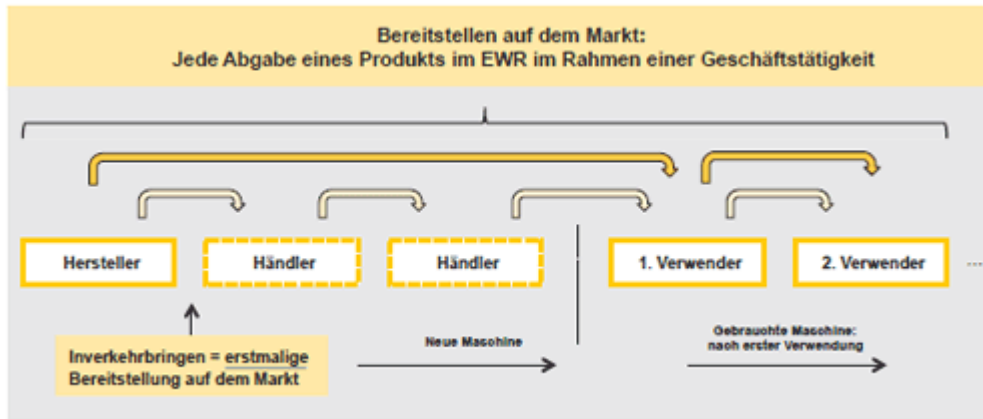 Bereitstellen auf dem Markt:
Jede Abgabe eines Produkts im EWR im Rahmen einer Geschäftstätigkeit
Hersteller
Händler
Händler
1. Verwender
2. Verwender
....
Inverkehrbringen = erstmalige
Bereitstellung auf dem Markt
Neue Maschine
Gebrauchte Maschine:
nach erster Verwendung